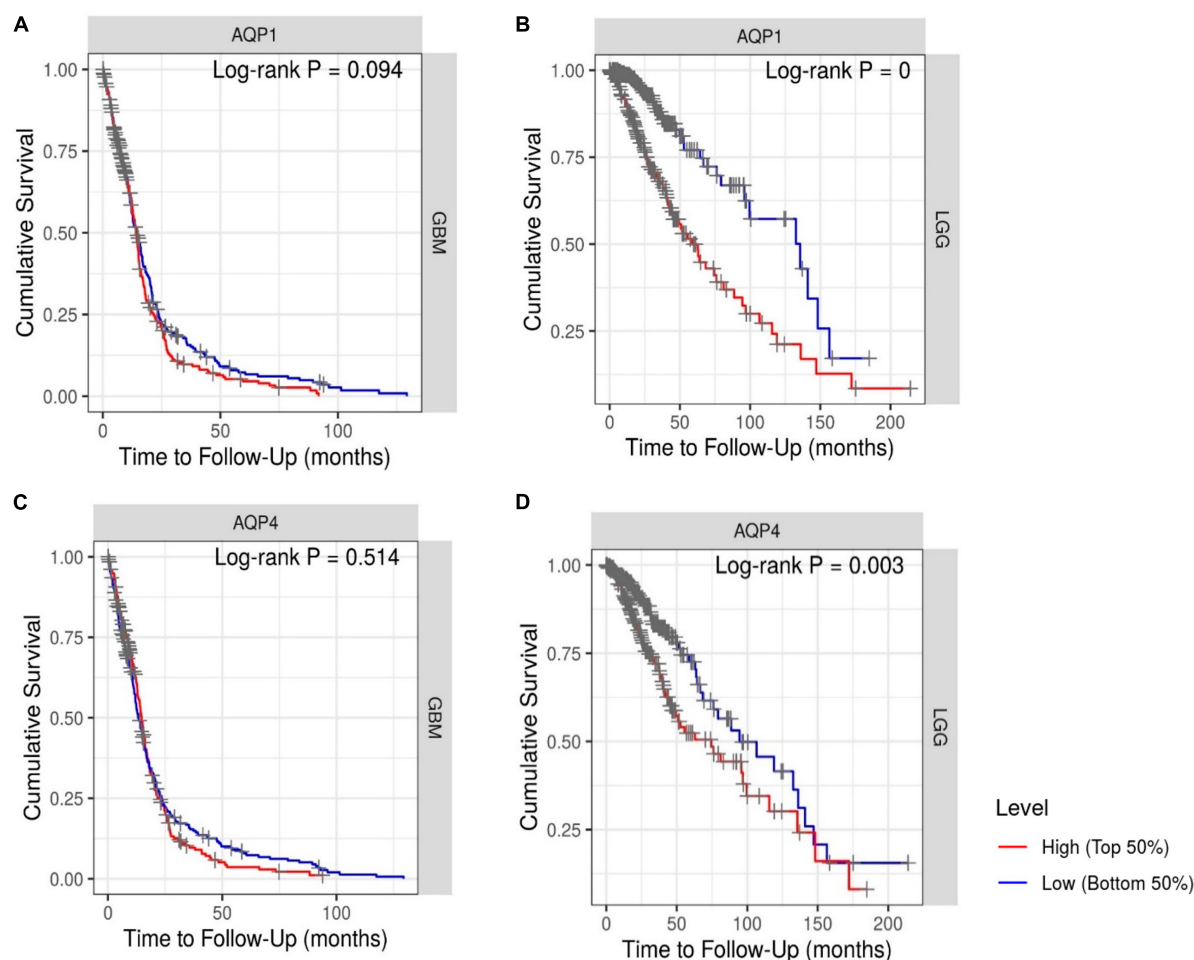 A
AQP1
Log-rank P = 0.094
1.00
0.75
0.50
0.25
0.00
Cumulative Survival
GBM
0 50 100
Time to Follow-Up (months)
B
AQP1
Log-rank P = 0
1.00
0.75
0.50
0.25
Cumulative Survival
LGG
0 50 100 150 200
Time to Follow-Up (months)
C
AQP4
Log-rank P = 0.514
1.00
0.75
0.50
0.25
0.00
Cumulative Survival
GBM
0 50 100
Time to Follow-Up (months)
D
AQP4
Log-rank P = 0.003
1.00
0.75
0.50
0.25
Cumulative Survival
LGG
0 50 100 150 200
Time to Follow-Up (months)
Level
High (Top 50%)
Low (Bottom 50%)